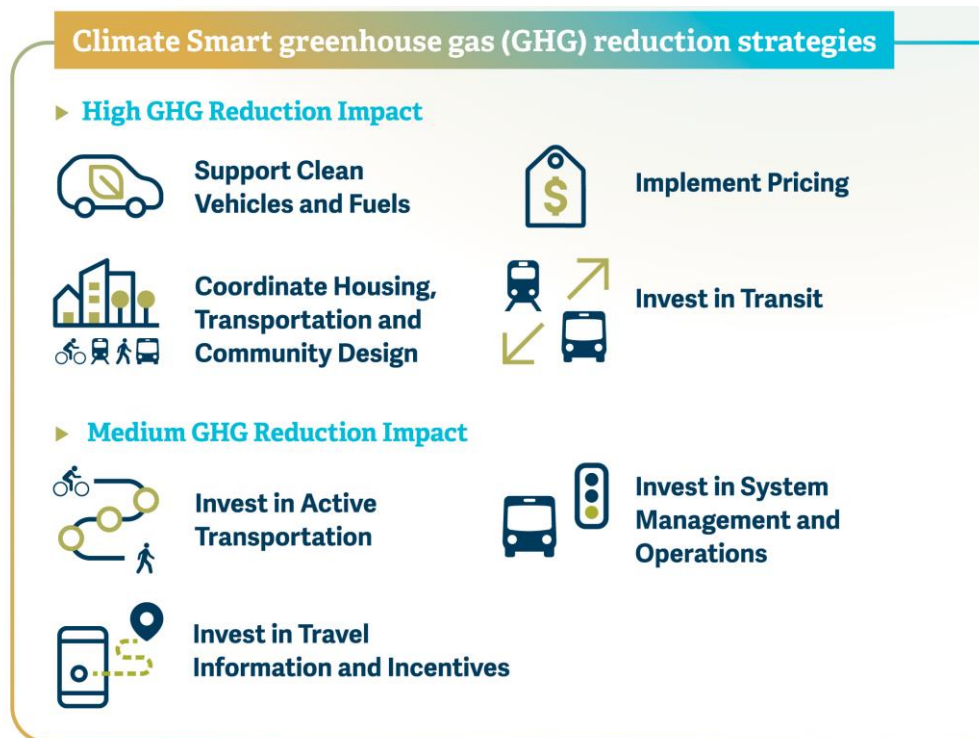 Climate Smart greenhouse gas (GHG) reduction strategies
High GHG Reduction Impact
Support Clean
Vehicles and Fuels
$
Implement Pricing
Coordinate Housing,
Transportation and
Community Design
Invest in Transit
Medium GHG Reduction Impact
Invest in Active
Transportation
Invest in System
Management and
Operations
Invest in Travel
Information and Incentives